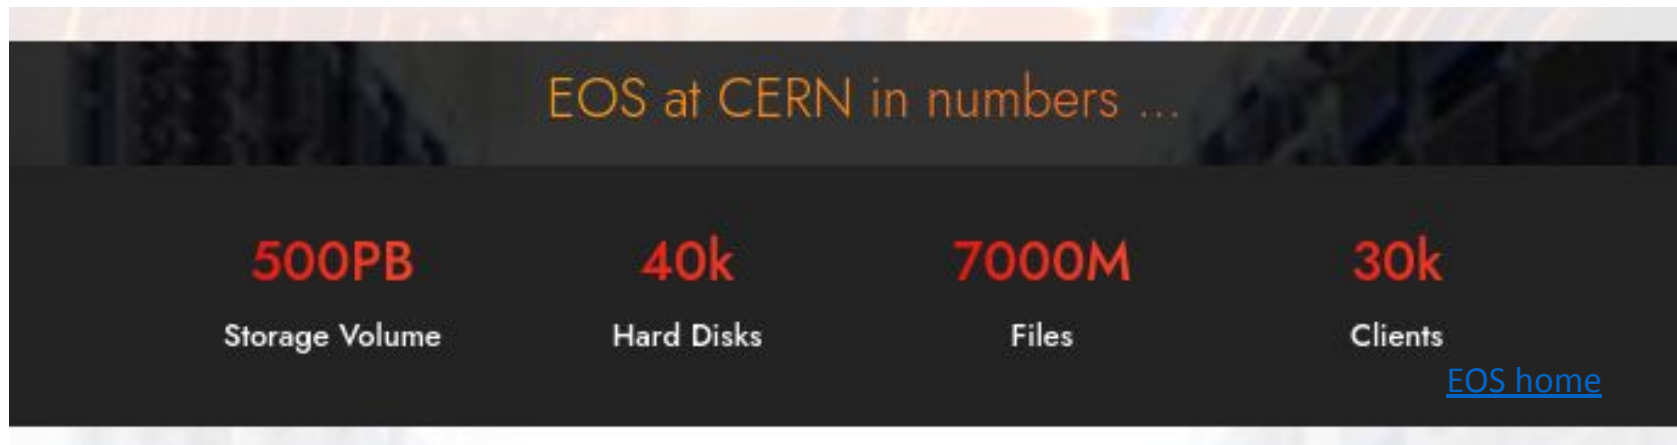 EOS at CERN in numbers ...
500PB 40k 7000M 30k
Storage Volume Hard Disks Files Clients
EOS home